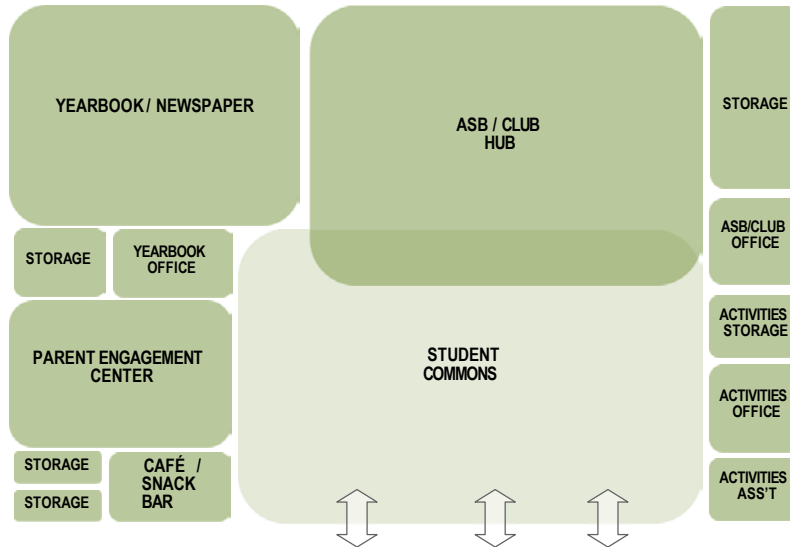 YEARBOOK / NEWSPAPER
ASB / CLUB
HUB
STORAGE
STORAGE
YEARBOOK
OFFICE
ASB/CLUB
OFFICE
PARENT ENGAGEMENT
CENTER
STUDENT
COMMONS
ACTIVITIES
STORAGE
ACTIVITIES
OFFICE
STORAGE
STORAGE
CAFÉ /
SNACK
BAR
ACTIVITIES
ASS'T